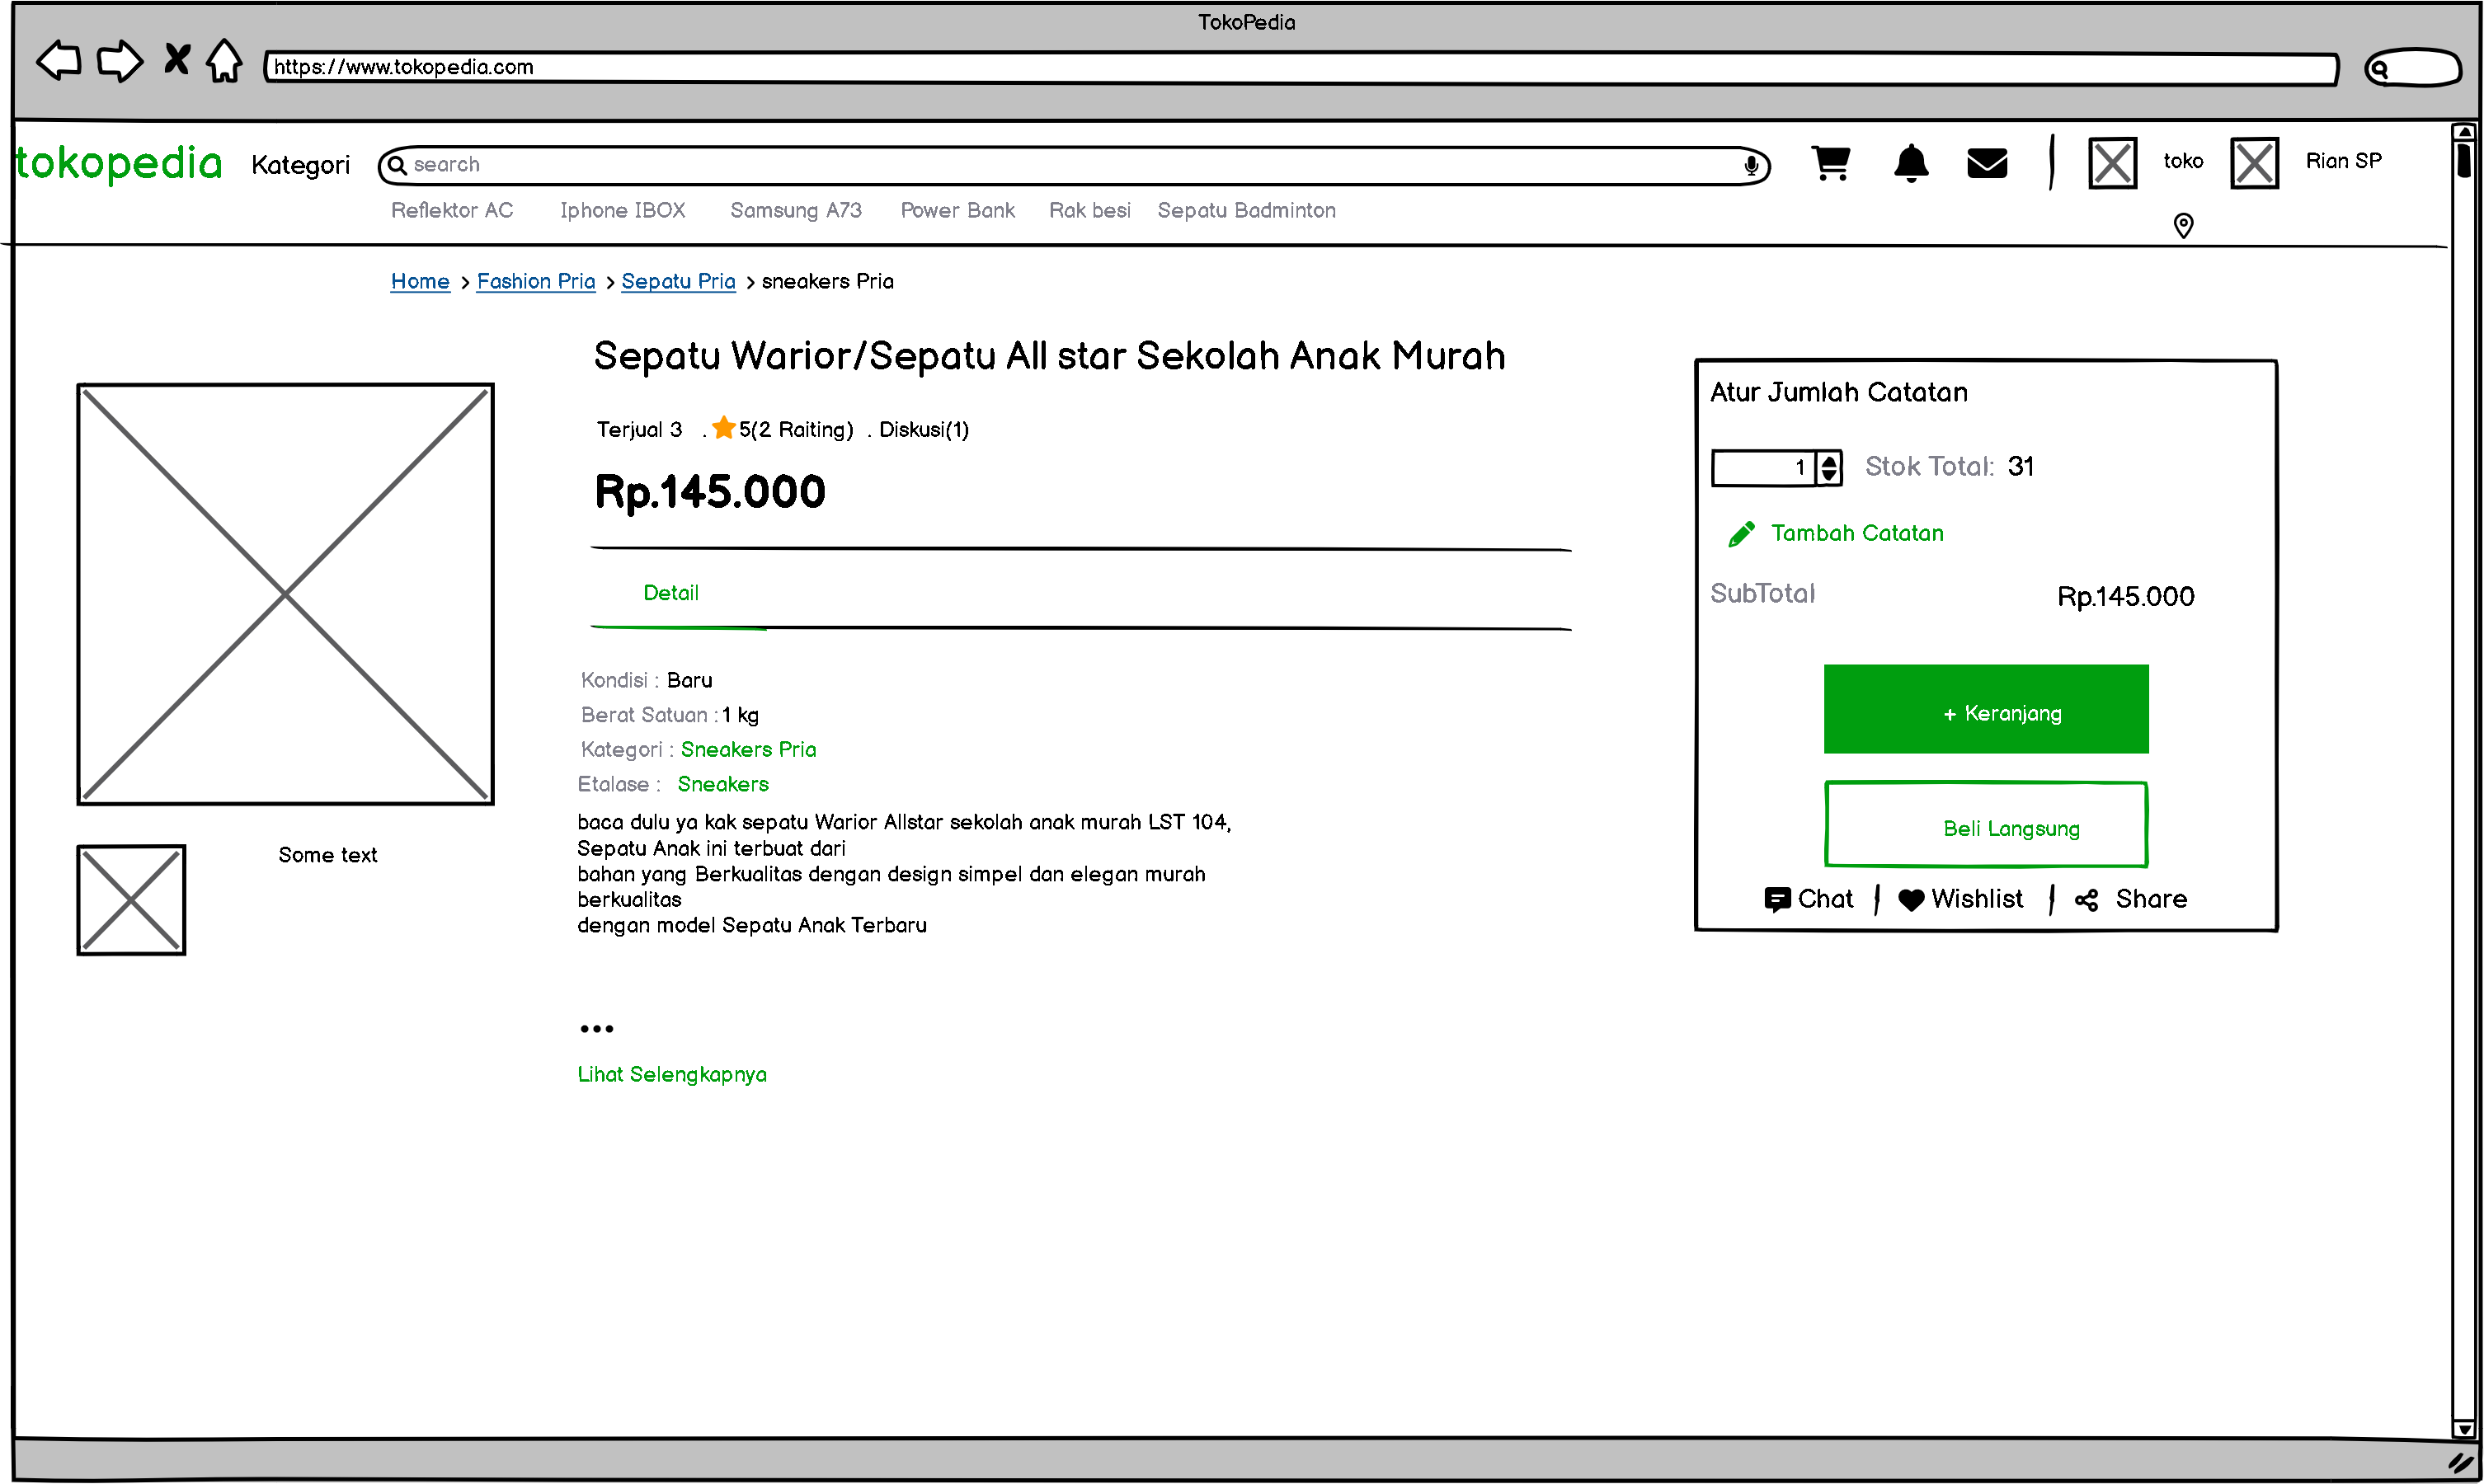 TokoPedia
https://www.tokopedia.com
tokopedia Kategori search toko Rian SP
Reflektor AC Iphone IBOX Samsung A73 Power Bank Rak besi Sepatu Badminton
Home > Fashion Pria > Sepatu Pria > sneakers Pria
Sepatu Warior/Sepatu All star Sekolah Anak Murah
Terjual 3 . 5(2 Raiting) . Diskusi(1)
Rp.145.000
Detail
Kondisi : Baru
Berat Satuan : 1 kg
Kategori : Sneakers Pria
Etalase : Sneakers
baca dulu ya kak sepatu Warior Allstar sekolah anak murah LST 104,
Sepatu Anak ini terbuat dari
bahan yang Berkualitas dengan design simpel dan elegan murah
berkualitas
dengan model Sepatu Anak Terbaru
...
Lihat Selengkapnya
Some text
Atur Jumlah Catatan
1 Stok Total: 31
Tambah Catatan
SubTotal Rp.145.000
+ Keranjang
Beli Langsung
Chat Wishlist Share